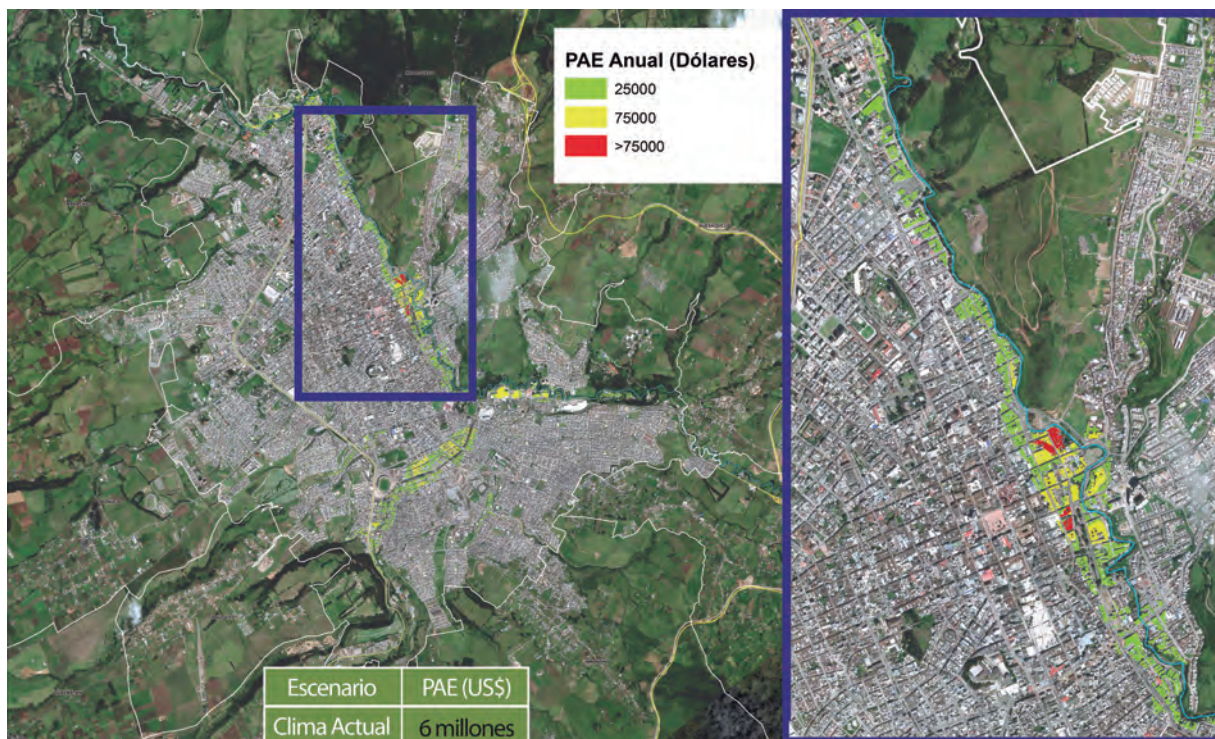 PAE Anual (Dólares)
25000
75000
>75000
Escenario PAE (US$)
Clima Actual 6 millones